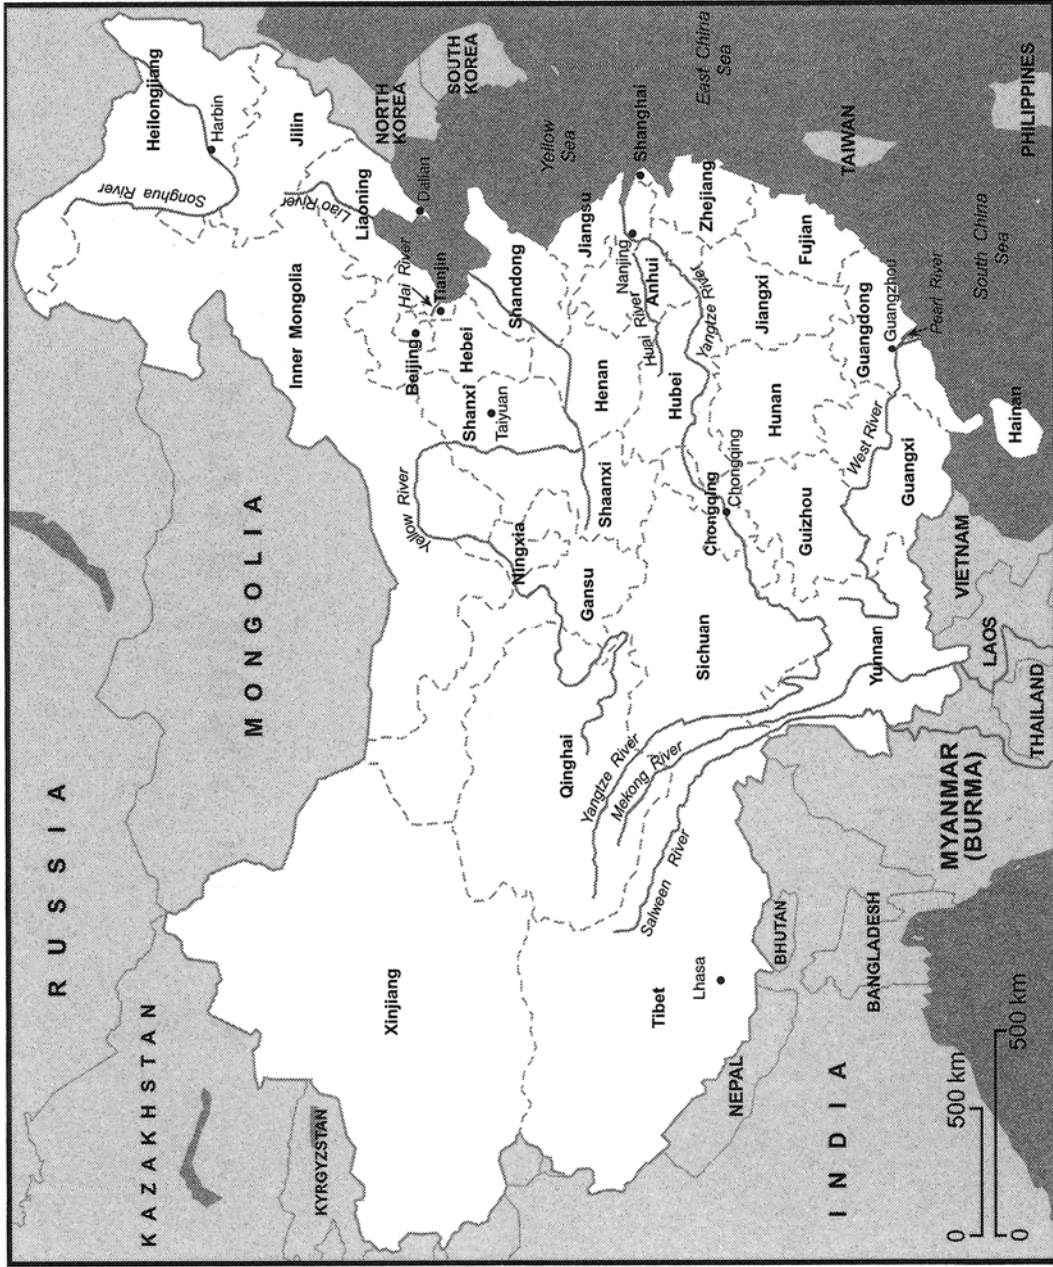 RUSSIA
KAZAKHSTAN
MONGOLIA
Heilongjiang
Harbin
Songhua River
Jilin
KYRGYZSTAN
Inner Mongolia
Liao River
Liaoning
NORTH
KOREA
SOUTH
KOREA
Xinjiang
Yellow River
Beijing
Hai River
Tianjin
Dalian
Hebei
Shanxi
Taiyuan
Ningxia
Shandong
Yellow
Sea
Qinghai
Gansu
Shaanxi
Henan
Jiangsu
Yangtze River
Mekong River
Salween River
Tibet
Lhasa
Sichuan
Hubei
Huai River
Nanjing
Anhui
Shanghai
Yangtze River
Chongqing
Chongqing
Zhejiang
East China
Sea
NEPAL
BHUTAN
Guizhou
Hunan
Jiangxi
Fujian
INDIA
BANGLADESH
Yunnan
West River
Guangxi
Guangdong
Guangzhou
Pearl River
TAIWAN
MYANMAR
(BURMA)
VIETNAM
LAOS
THAILAND
Hainan
South China
Sea
PHILIPPINES
0 500 km
0 500 km